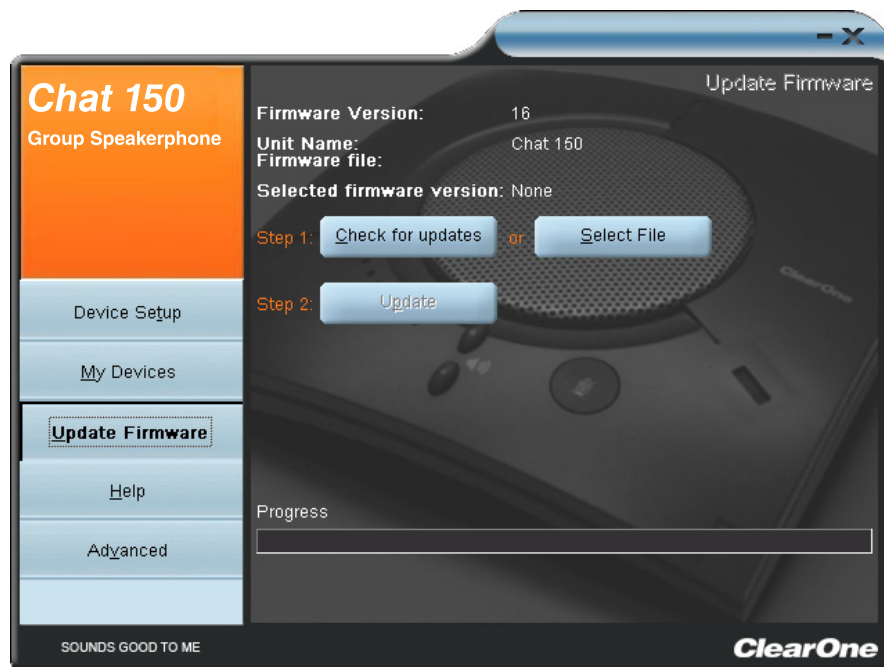 Chat 150
Group Speakerphone
Update Firmware
Firmware Version: 16
Unit Name: Chat 150
Firmware file:
Selected firmware version: None
Step 1: Check for updates or Select File
Step 2: Update
Device Setup
My Devices
Update Firmware
Help
Advanced
Progress
ClearOne
SOUNDS GOOD TO ME
ClearOne